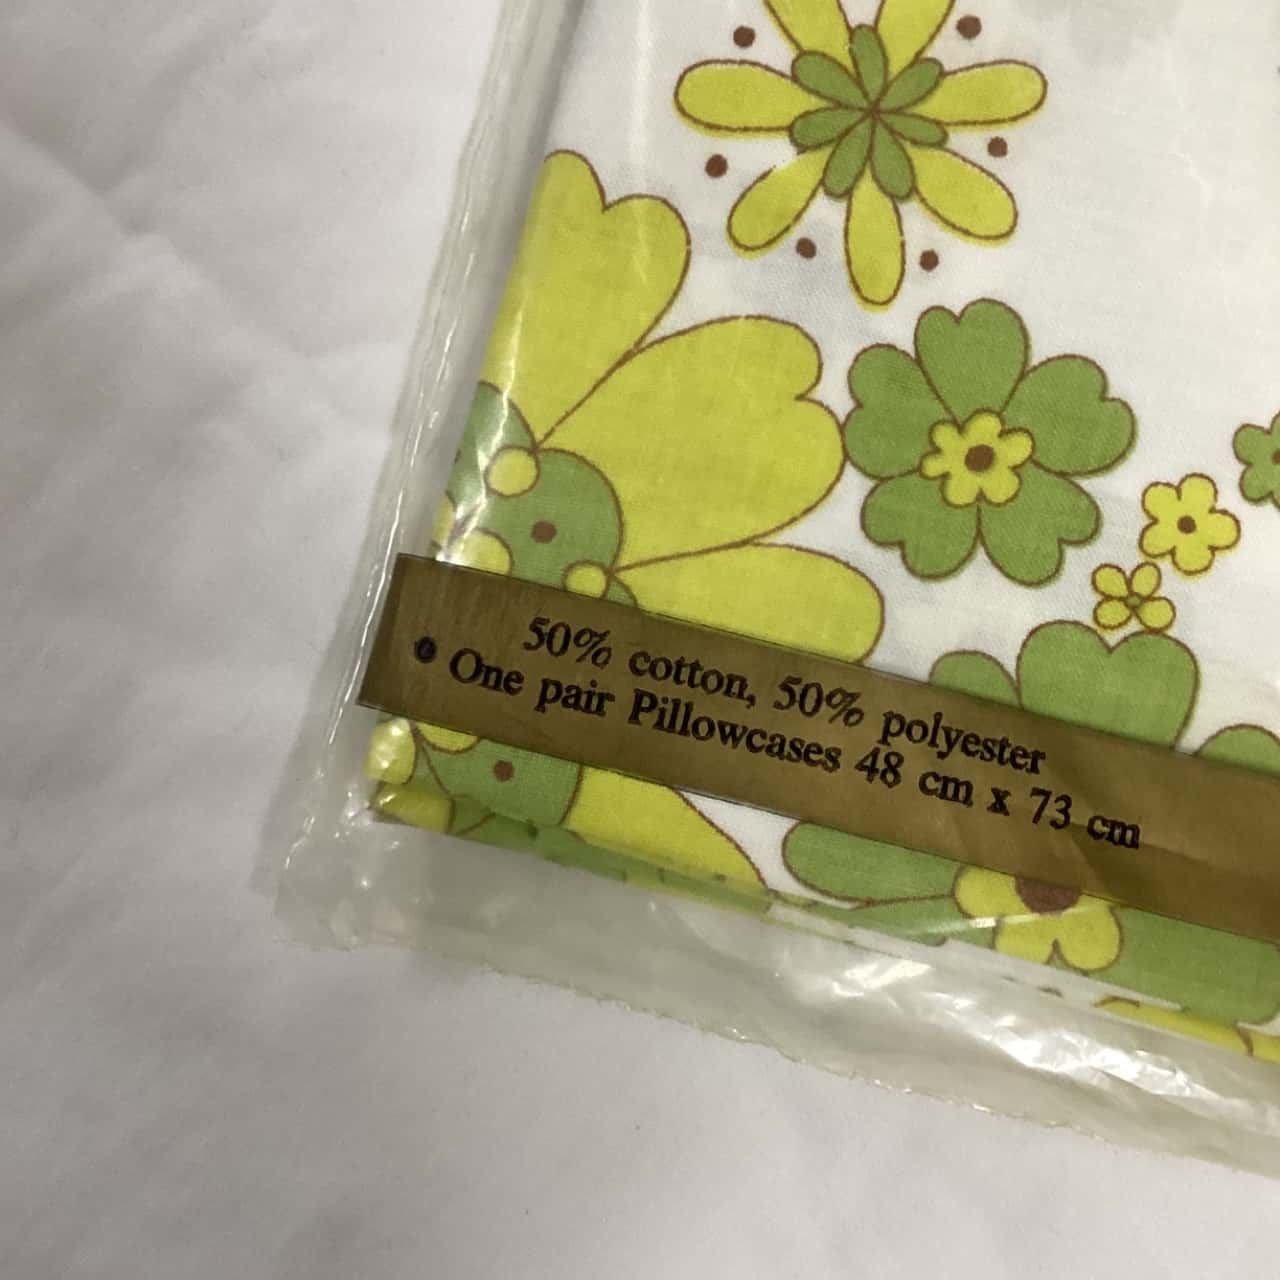 50% cotton, 50% polyester
• One pair Pillowcases 48 cm x 73 cm